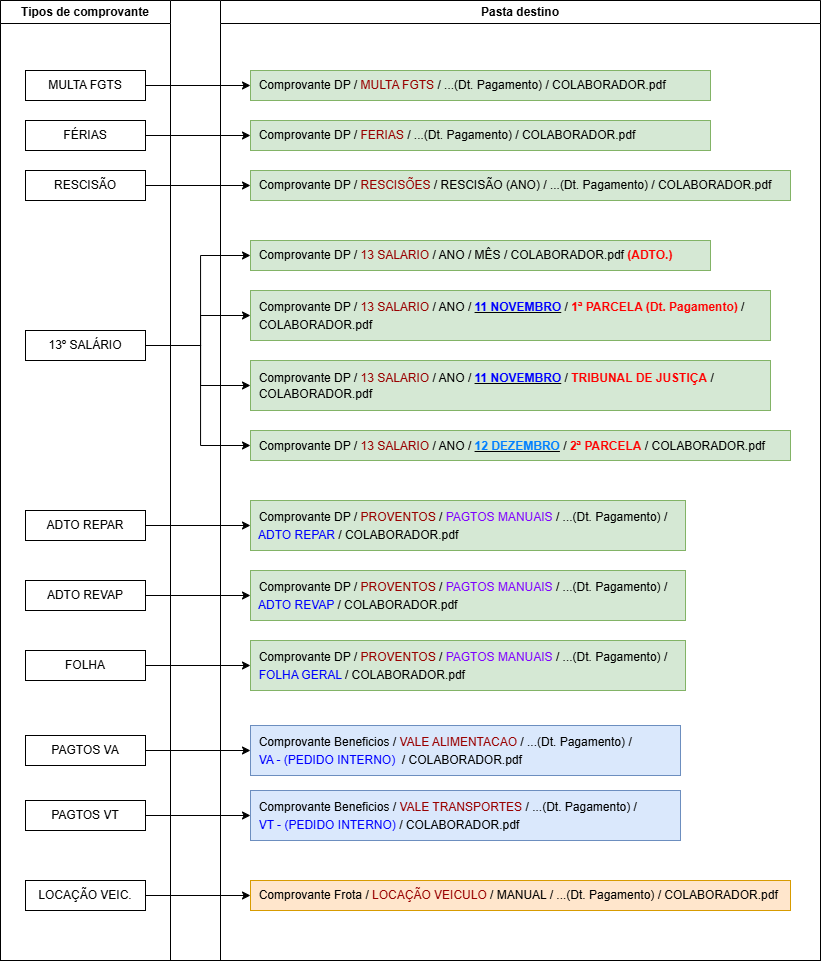 Tipos de comprovante
Pasta destino
MULTA FGTS
Comprovante DP / MULTA FGTS / ...(Dt. Pagamento) / COLABORADOR.pdf
FÉRIAS
Comprovante DP / FERIAS / ...(Dt. Pagamento) / COLABORADOR.pdf
RESCISÃO
Comprovante DP / RESCISÕES / RESCISÃO (ANO) / ...(Dt. Pagamento) / COLABORADOR.pdf
13º SALÁRIO
Comprovante DP / 13 SALARIO / ANO / MÊS / COLABORADOR.pdf (ADTO.)
Comprovante DP / 13 SALARIO / ANO / 11 NOVEMBRO / 1ª PARCELA (Dt. Pagamento) /
COLABORADOR.pdf
Comprovante DP / 13 SALARIO / ANO / 11 NOVEMBRO / TRIBUNAL DE JUSTIÇA /
COLABORADOR.pdf
Comprovante DP / 13 SALARIO / ANO / 12 DEZEMBRO / 2ª PARCELA / COLABORADOR.pdf
ADTO REPAR
Comprovante DP / PROVENTOS / PAGTOS MANUAIS / ...(Dt. Pagamento) /
ADTO REPAR / COLABORADOR.pdf
ADTO REVAP
Comprovante DP / PROVENTOS / PAGTOS MANUAIS / ...(Dt. Pagamento) /
ADTO REVAP / COLABORADOR.pdf
FOLHA
Comprovante DP / PROVENTOS / PAGTOS MANUAIS / ...(Dt. Pagamento) /
FOLHA GERAL / COLABORADOR.pdf
PAGTOS VA
Comprovante Beneficios / VALE ALIMENTACAO / ...(Dt. Pagamento) /
VA - (PEDIDO INTERNO) / COLABORADOR.pdf
PAGTOS VT
Comprovante Beneficios / VALE TRANSPORTES / ...(Dt. Pagamento) /
VT - (PEDIDO INTERNO) / COLABORADOR.pdf
LOCAÇÃO VEIC.
Comprovante Frota / LOCAÇÃO VEICULO / MANUAL / ...(Dt. Pagamento) / COLABORADOR.pdf